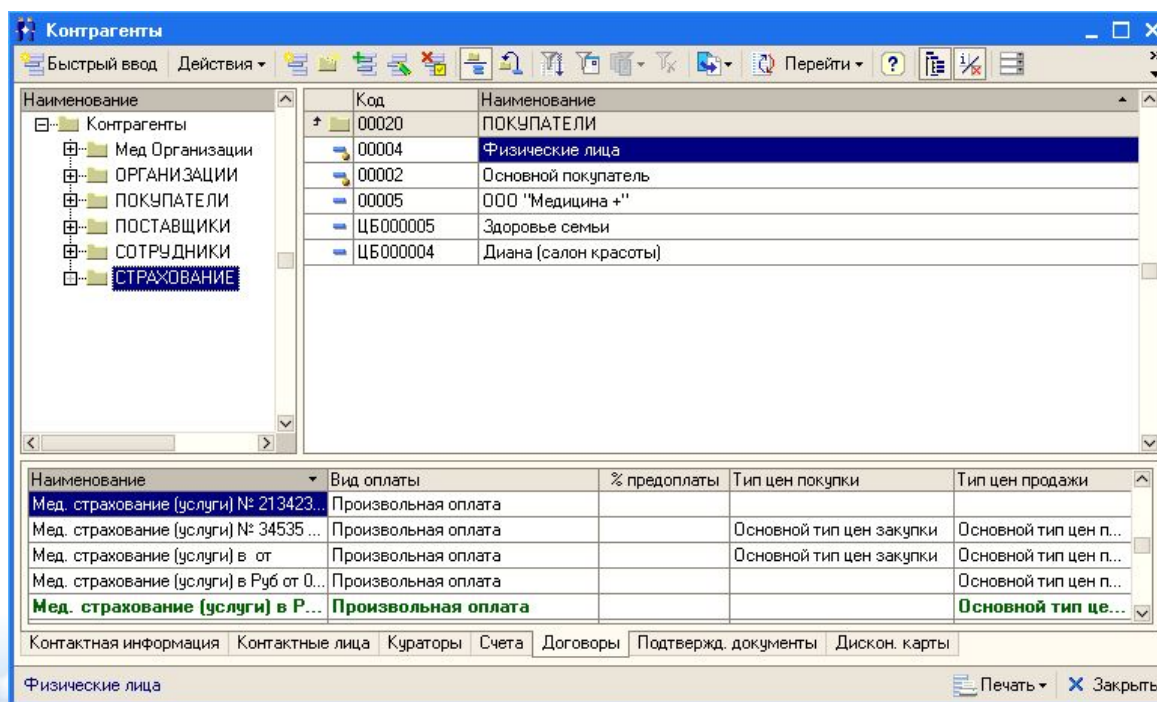 Контрагенты
Быстрый ввод Действия Перейти
Наименование
Контрагенты
Мед Организации
ОРГАНИЗАЦИИ
ПОКУПАТЕЛИ
ПОСТАВЩИКИ
СОТРУДНИКИ
СТРАХОВАНИЕ
Код Наименование
00020 ПОКУПАТЕЛИ
00004 Физические лица
00002 Основной покупатель
00005 ООО "Медицина +"
ЦБ000005 Здоровье семьи
ЦБ000004 Диана (салон красоты)
Наименование Вид оплаты % предоплаты Тип цен покупки Тип цен продажи
Мед. страхование (услуги) № 213423... Произвольная оплата
Мед. страхование (услуги) № 34535 ... Произвольная оплата Основной тип цен закупки Основной тип цен п...
Мед. страхование (услуги) в от Произвольная оплата Основной тип цен закупки Основной тип цен п...
Мед. страхование (услуги) в Руб от 0... Произвольная оплата Основной тип цен п...
Мед. страхование (услуги) в Р... Произвольная оплата Основной тип це...
Контактная информация Контактные лица Кураторы Счета Договоры Подтвержд. документы Дискон. карты
Физические лица Печать Закрыть